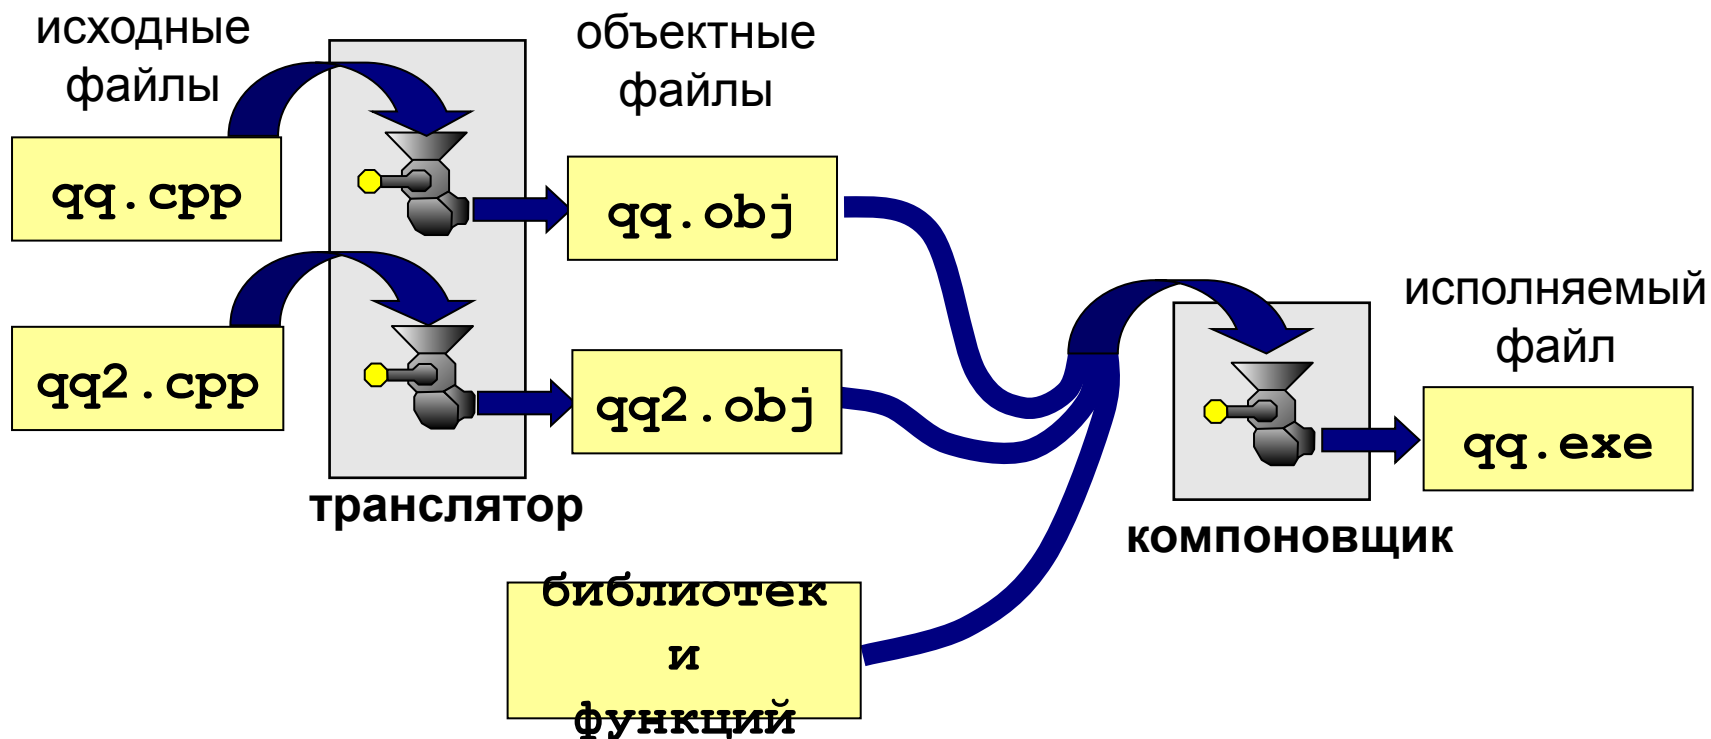 исходные
файлы
qq.cpp
qq2.cpp
транслятор
объектные
файлы
qq.obj
qq2.obj
библиотек
и
функций
компоновщик
исполняемый
файл
qq.exe